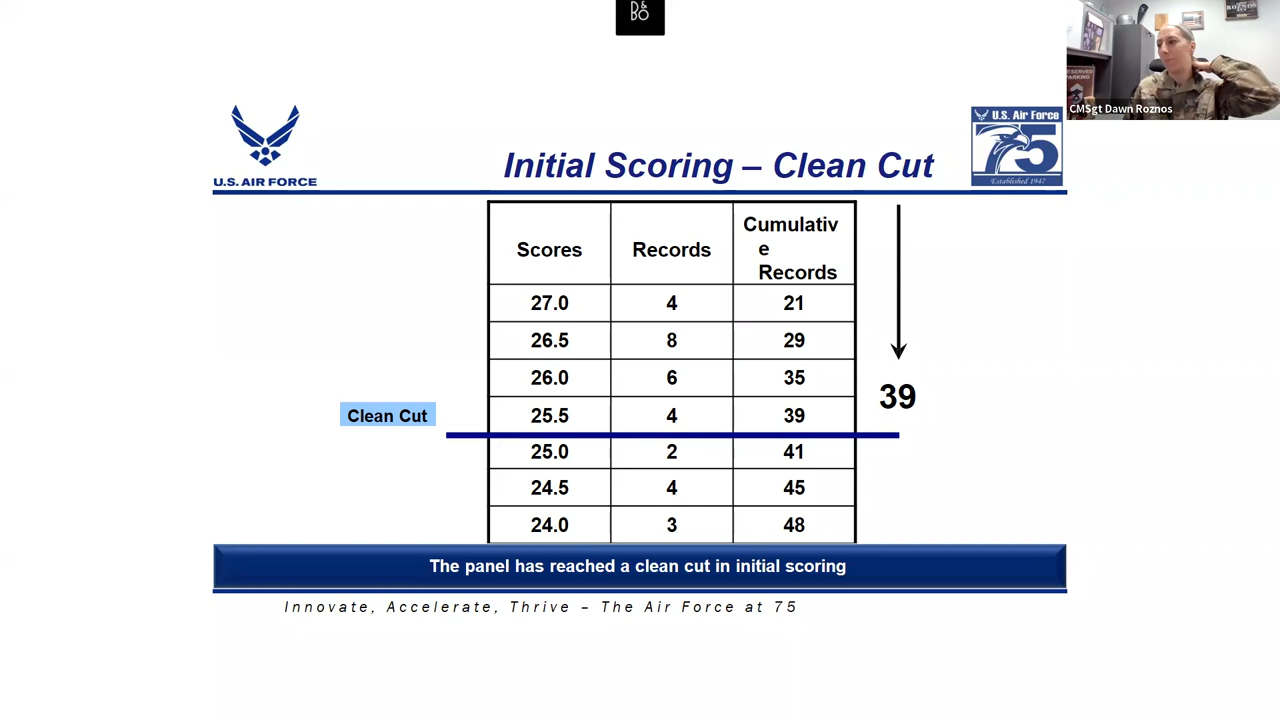 B&O
ROZNOS
RESERVED
PARKING
CMSgt Dawn Roznos
U.S. AIR FORCE
Initial Scoring – Clean Cut
U.S. Air Force
75
Established 1947
Scores Records Cumulativ
e
Records
27.0 4 21
26.5 8 29
26.0 6 35
39
Clean Cut 25.5 4 39
25.0 2 41
24.5 4 45
24.0 3 48
The panel has reached a clean cut in initial scoring
Innovate, Accelerate, Thrive – The Air Force at 75